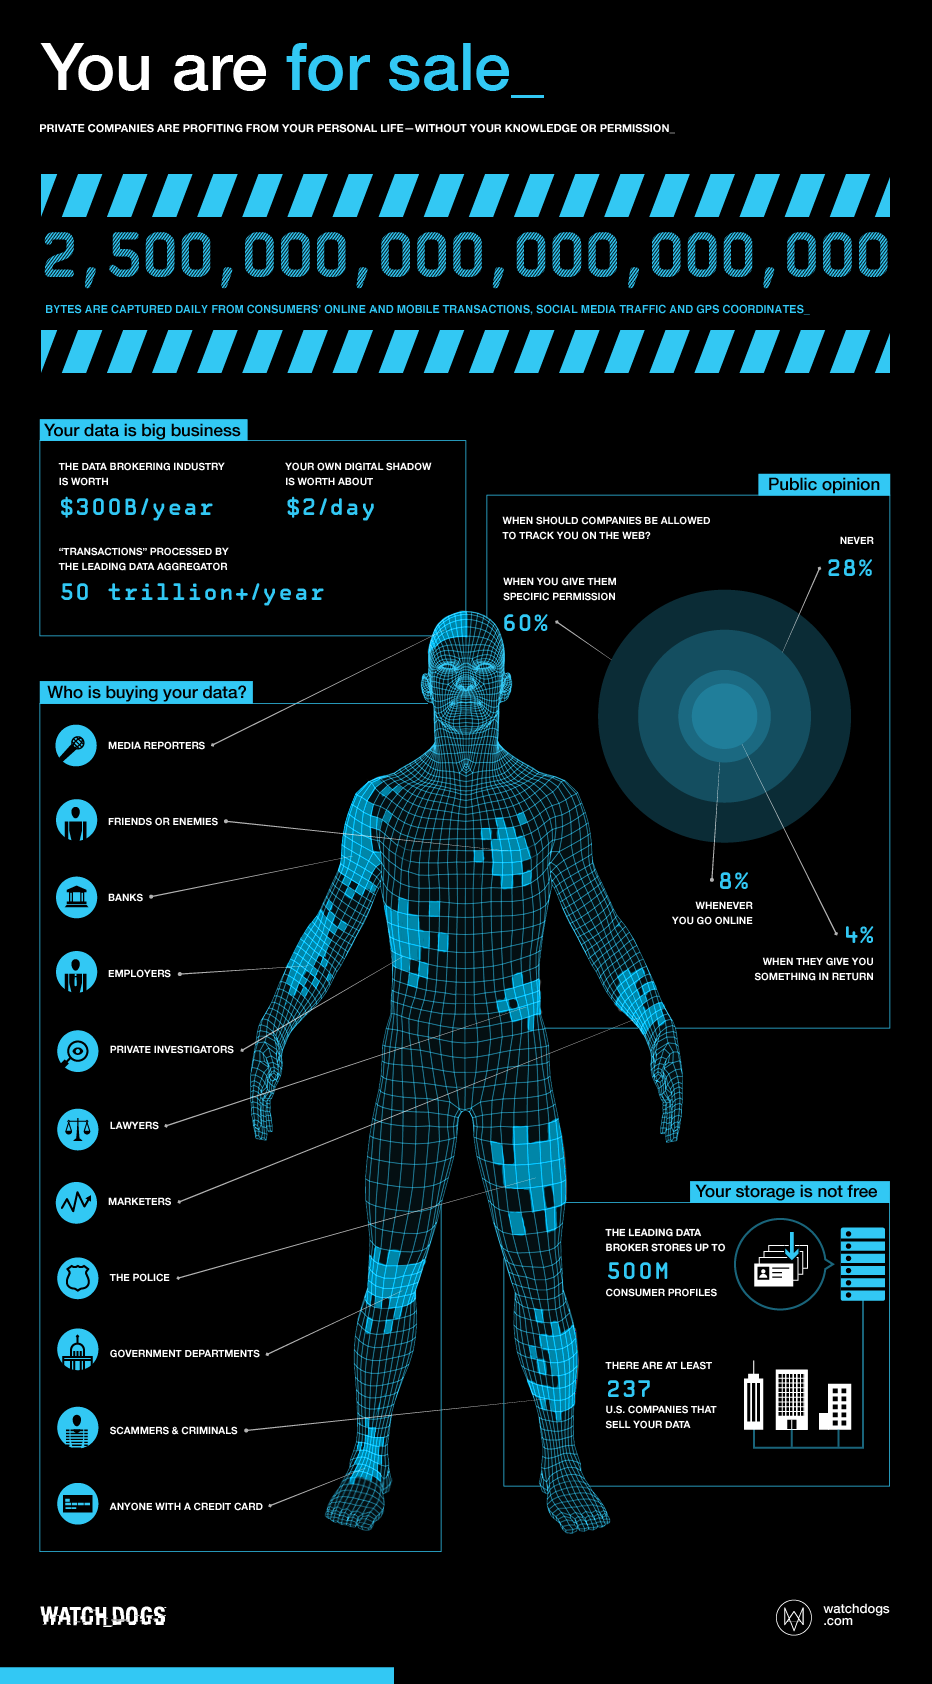 You are for sale_
PRIVATE COMPANIES ARE PROFITING FROM YOUR PERSONAL LIFE—WITHOUT YOUR KNOWLEDGE OR PERMISSION_
2,500,000,000,000,000,000
BYTES ARE CAPTURED DAILY FROM CONSUMERS' ONLINE AND MOBILE TRANSACTIONS, SOCIAL MEDIA TRAFFIC AND GPS COORDINATES_
Your data is big business
THE DATA BROKERING INDUSTRY
IS WORTH
$300B/year
YOUR OWN DIGITAL SHADOW
IS WORTH ABOUT
$2/day
“TRANSACTIONS” PROCESSED BY
THE LEADING DATA AGGREGATOR
50 trillion+/year
Public opinion
WHEN SHOULD COMPANIES BE ALLOWED
TO TRACK YOU ON THE WEB?
NEVER
28%
WHEN YOU GIVE THEM
SPECIFIC PERMISSION
60%
8%
WHENEVER
YOU GO ONLINE
4%
WHEN THEY GIVE YOU
SOMETHING IN RETURN
Who is buying your data?
MEDIA REPORTERS
FRIENDS OR ENEMIES
BANKS
EMPLOYERS
PRIVATE INVESTIGATORS
LAWYERS
MARKETERS
THE POLICE
GOVERNMENT DEPARTMENTS
SCAMMERS & CRIMINALS
ANYONE WITH A CREDIT CARD
Your storage is not free
THE LEADING DATA
BROKER STORES UP TO
500M
CONSUMER PROFILES
THERE ARE AT LEAST
237
U.S. COMPANIES THAT
SELL YOUR DATA
WATCH_DOGS
watchdogs
.com